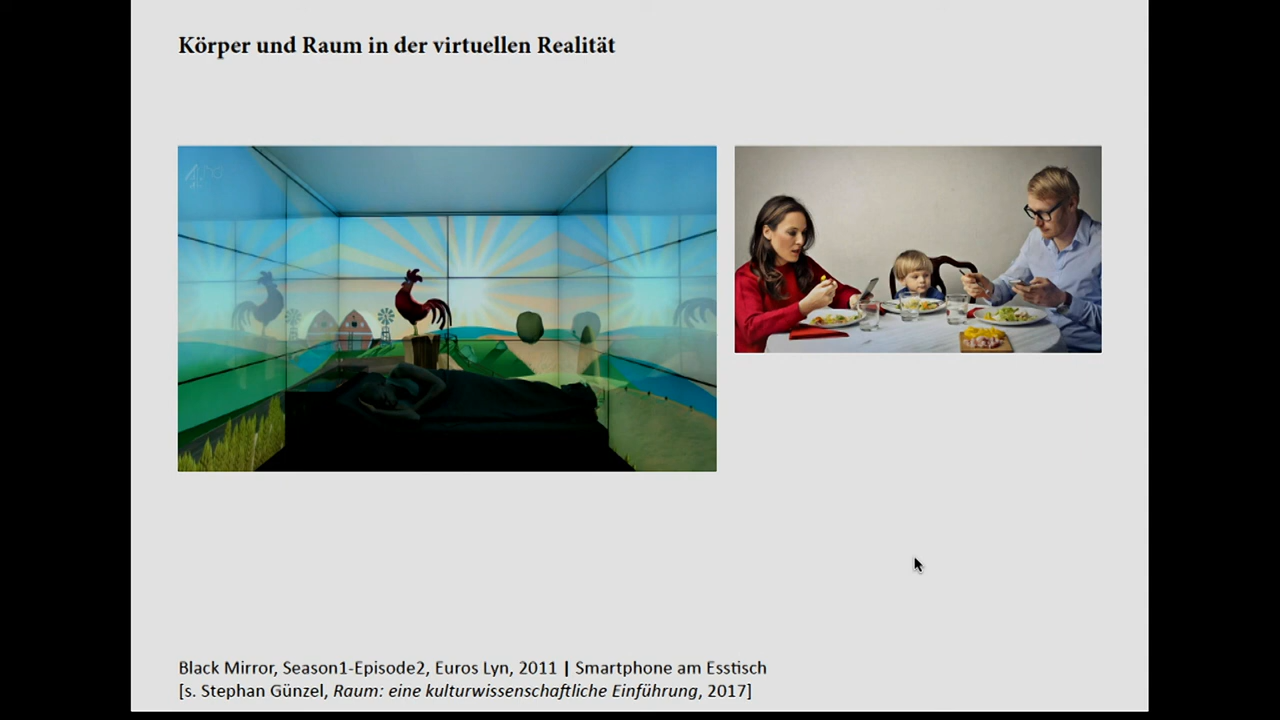 Körper und Raum in der virtuellen Realität
Black Mirror, Season1-Episode2, Euros Lyn, 2011 | Smartphone am Esstisch
[s. Stephan Günzel, Raum: eine kulturwissenschaftliche Einführung, 2017]